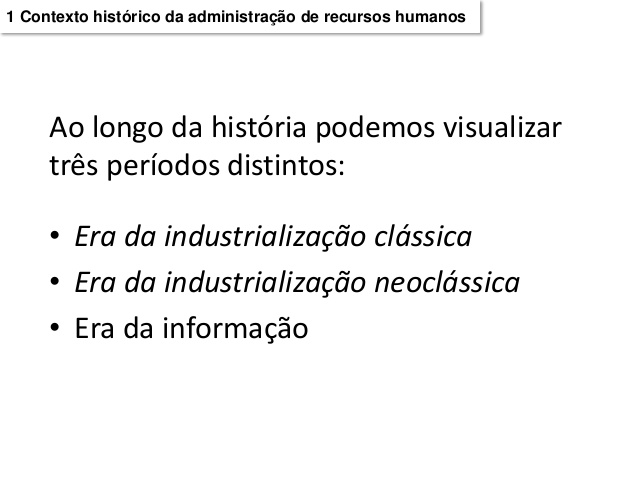 1 Contexto histórico da administração de recursos humanos
Ao longo da história podemos visualizar
três períodos distintos:
• Era da industrialização clássica
• Era da industrialização neoclássica
• Era da informação